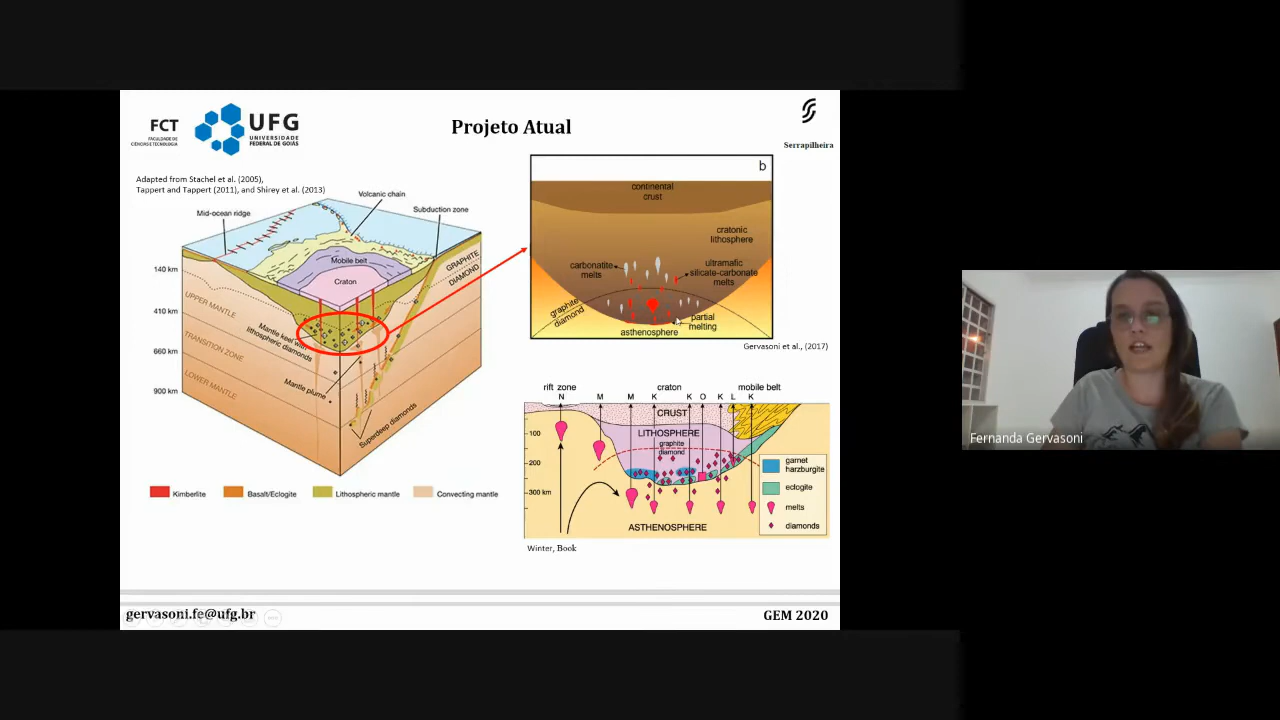 FCT
FACULDADE DE
CIÊNCIAS E TECNOLOGIA
UFG
UNIVERSIDADE
FEDERAL DE GOIÁS
Projeto Atual
Serrapilheira
Adapted from Stachel et al. (2005),
Tappert and Tappert (2011), and Shirey et al. (2013)
Volcanic chain
Mid-ocean ridge
Subduction zone
Mobile belt
Craton
GRAPHITE
DIAMOND
140 km
410 km
660 km
900 km
UPPER MANTLE
TRANSITION ZONE
LOWER MANTLE
Mantle keel with
lithospheric diamonds
Mantle plume
Superdeep diamonds
Kimberlite
Basalt/Eclogite
Lithospheric mantle
Convecting mantle
b
continental
crust
cratonic
lithosphere
carbonatite
melts
ultramafic
silicate-carbonate
melts
graphite
diamond
partial
melting
asthenosphere
Gervasoni et al., (2017)
rift zone
craton
mobile belt
N M M K K O K L K
CRUST
LITHOSPHERE
graphite
diamond
100
200
300 km
ASTHENOSPHERE
garnet
harzburgite
eclogite
melts
diamonds
Winter, Book
gervasoni.fe@ufg.br
GEM 2020
Fernanda Gervasoni